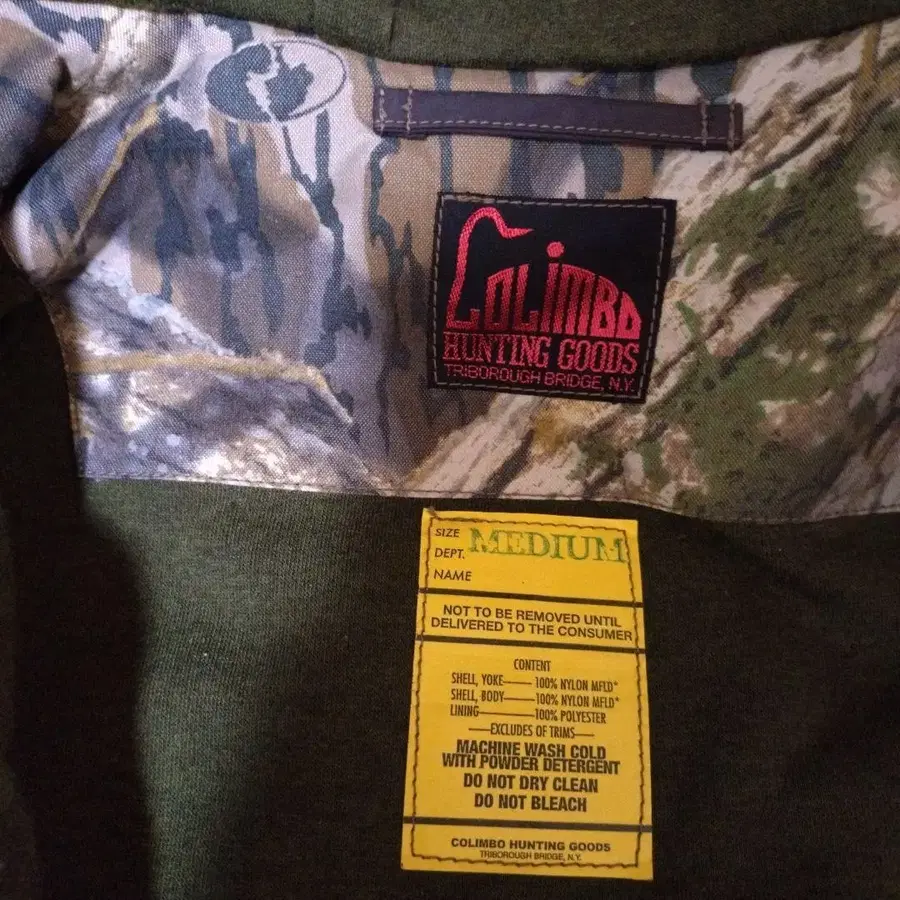 COLIMBO
HUNTING GOODS
TRIBOROUGH BRIDGE, N.Y.
SIZE MEDIUM
DEPT.
NAME
NOT TO BE REMOVED UNTIL
DELIVERED TO THE CONSUMER
CONTENT
SHELL, YOKE——100% NYLON MFLD*
SHELL, BODY——100% NYLON MFLD*
LINING————100% POLYESTER
——EXCLUDES OF TRIMS——
MACHINE WASH COLD
WITH POWDER DETERGENT
DO NOT DRY CLEAN
DO NOT BLEACH
COLIMBO HUNTING GOODS
TRIBOROUGH BRIDGE, N.Y.